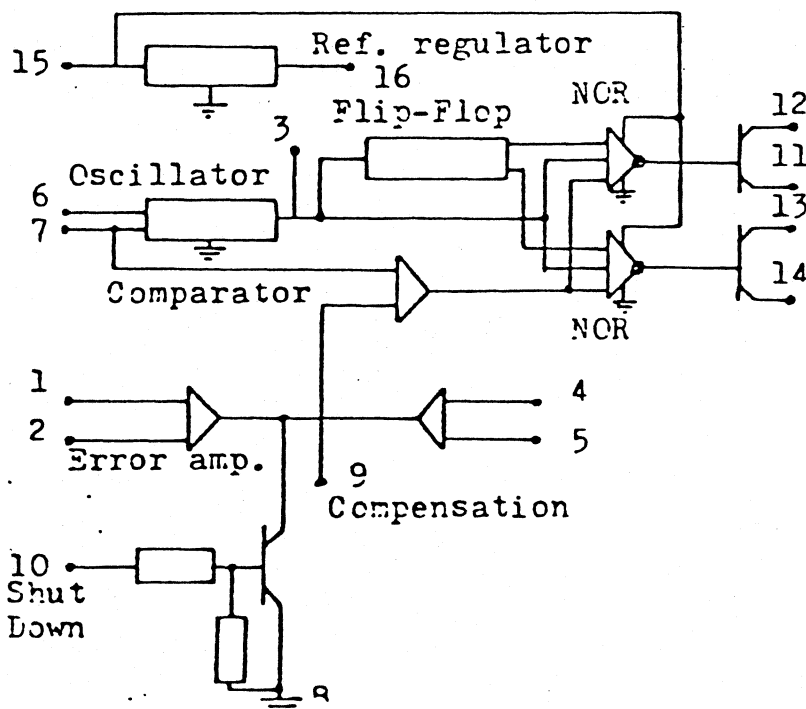 15
Ref. regulator
16
NOR
12
3
Flip-Flop
11
Oscillator
6
7
13
Comparator
14
NOR
1
4
2
5
Error amp.
9
Compensation
10
Shut
Down
8